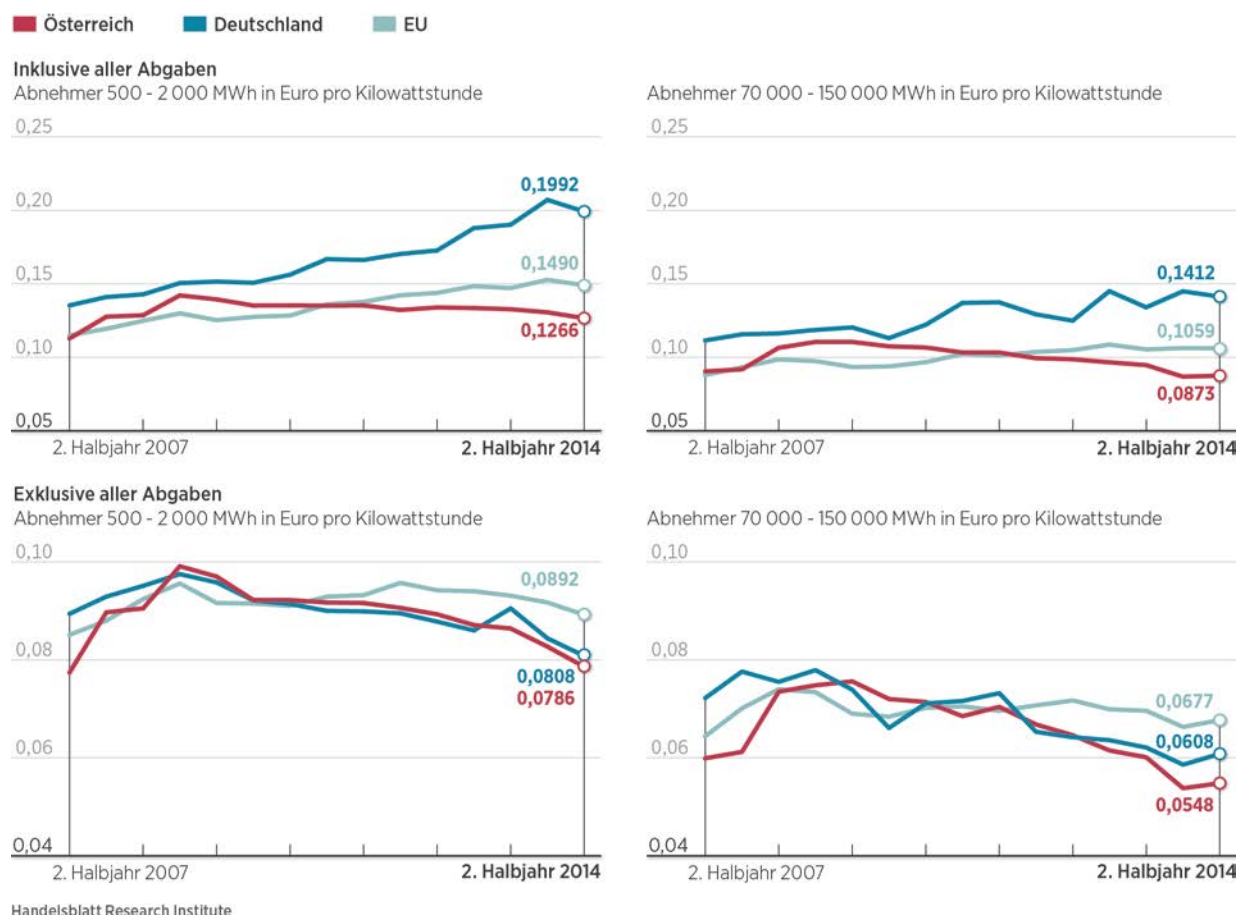 Österreich Deutschland EU
Inklusive aller Abgaben
Abnehmer 500 - 2 000 MWh in Euro pro Kilowattstunde
0,25
0,20
0,15
0,10
0,05
0,1992
0,1490
0,1266
2. Halbjahr 2007 2. Halbjahr 2014
Abnehmer 70 000 - 150 000 MWh in Euro pro Kilowattstunde
0,25
0,20
0,15
0,10
0,05
0,1412
0,1059
0,0873
2. Halbjahr 2007 2. Halbjahr 2014
Exklusive aller Abgaben
Abnehmer 500 - 2 000 MWh in Euro pro Kilowattstunde
0,10
0,08
0,06
0,04
0,0892
0,0808
0,0786
2. Halbjahr 2007 2. Halbjahr 2014
Abnehmer 70 000 - 150 000 MWh in Euro pro Kilowattstunde
0,10
0,08
0,06
0,04
0,0677
0,0608
0,0548
2. Halbjahr 2007 2. Halbjahr 2014
Handelsblatt Research Institute